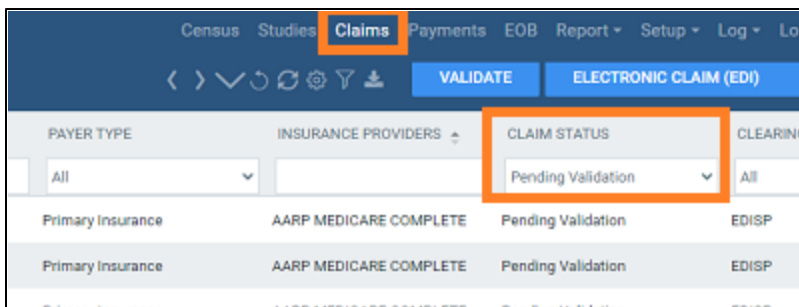 Census Studies Claims Payments EOB Report Setup Log Lo
VALIDATE ELECTRONIC CLAIM (EDI)
PAYER TYPE INSURANCE PROVIDERS CLAIM STATUS CLEARING
All Pending Validation All
Primary Insurance AARP MEDICARE COMPLETE Pending Validation EDISP
Primary Insurance AARP MEDICARE COMPLETE Pending Validation EDISP